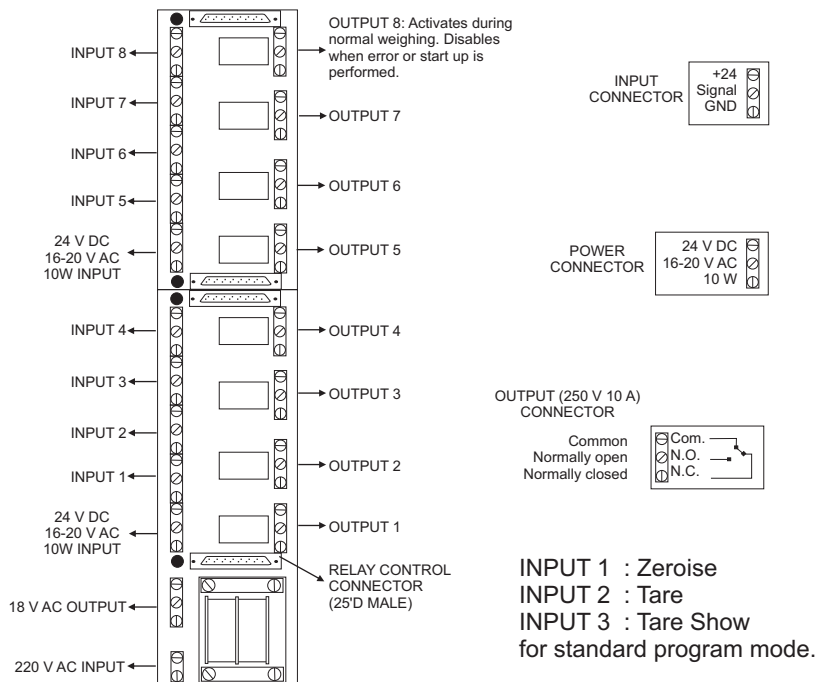 OUTPUT 8: Activates during
normal weighing. Disables
when error or start up is
performed.
INPUT 8
INPUT 7
OUTPUT 7
INPUT 6
OUTPUT 6
INPUT 5
24 V DC
16-20 V AC
10W INPUT
OUTPUT 5
INPUT 4
OUTPUT 4
INPUT 3
OUTPUT 3
INPUT 2
OUTPUT 2
INPUT 1
24 V DC
16-20 V AC
10W INPUT
OUTPUT 1
RELAY CONTROL
CONNECTOR
(25'D MALE)
18 V AC OUTPUT
220 V AC INPUT
INPUT
CONNECTOR
+24
Signal
GND
POWER
CONNECTOR
24 V DC
16-20 V AC
10 W
OUTPUT (250 V 10 A)
CONNECTOR
Common
Normally open
Normally closed
Com.
N.O.
N.C.
INPUT 1 : Zeroise
INPUT 2 : Tare
INPUT 3 : Tare Show
for standard program mode.